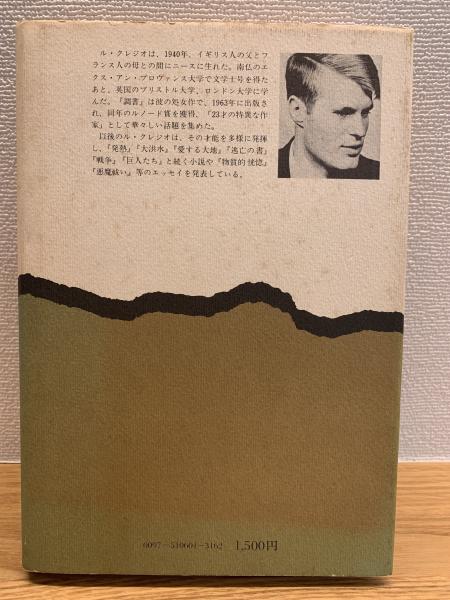 ル・クレジオは、1940年、イギリス人の父とフ
ランス人の母との間にニースに生れた。南仏のエ
クス・アン・プロヴァンス大学で文学士号を得た
あと、英国のブリストル大学、ロンドン大学に学
んだ。『調書』は彼の処女作で、1963年に出版さ
れ、同年のルノード賞を獲得、「23才の特異な作
家」として華々しい話題を集めた。
以後のル・クレジオは、その才能を多様に発揮
し、『発熱』『大洪水』『愛する大地』『逃亡の書』
『戦争』『巨人たち』と続く小説や『物質的恍惚』
『悪魔祓い』等のエッセイを発表している。
0097-510601-3162 1,500円